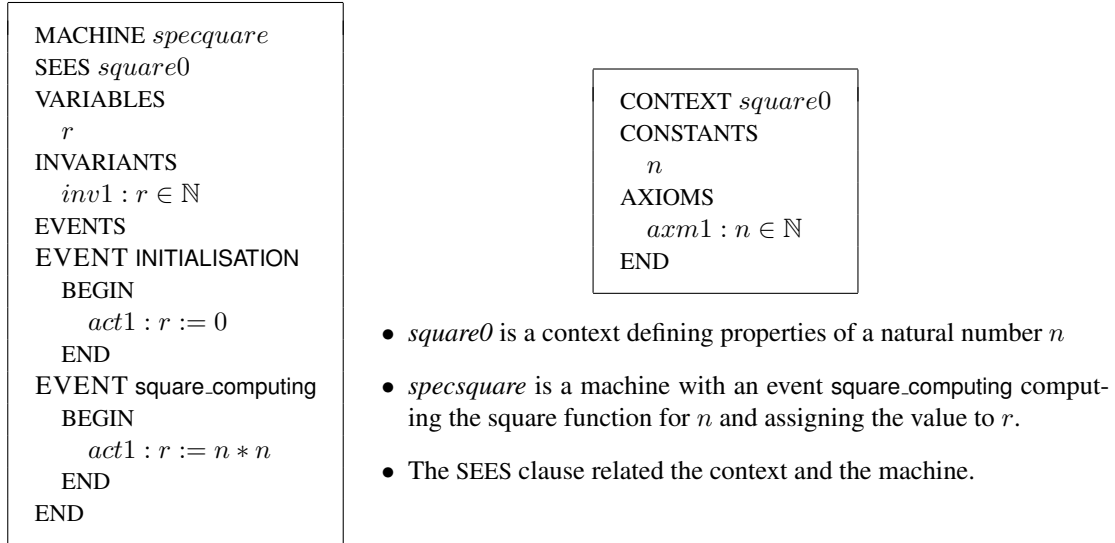 MACHINE specquare
SEES square0
VARIABLES
r
INVARIANTS
inv1 : r ∈ ℕ
EVENTS
EVENT INITIALISATION
BEGIN
act1 : r := 0
END
EVENT square_computing
BEGIN
act1 : r := n ∗ n
END
END
CONTEXT square0
CONSTANTS
n
AXIOMS
axm1 : n ∈ ℕ
END
• square0 is a context defining properties of a natural number n
• specsquare is a machine with an event square_computing comput-
ing the square function for n and assigning the value to r.
• The SEES clause related the context and the machine.